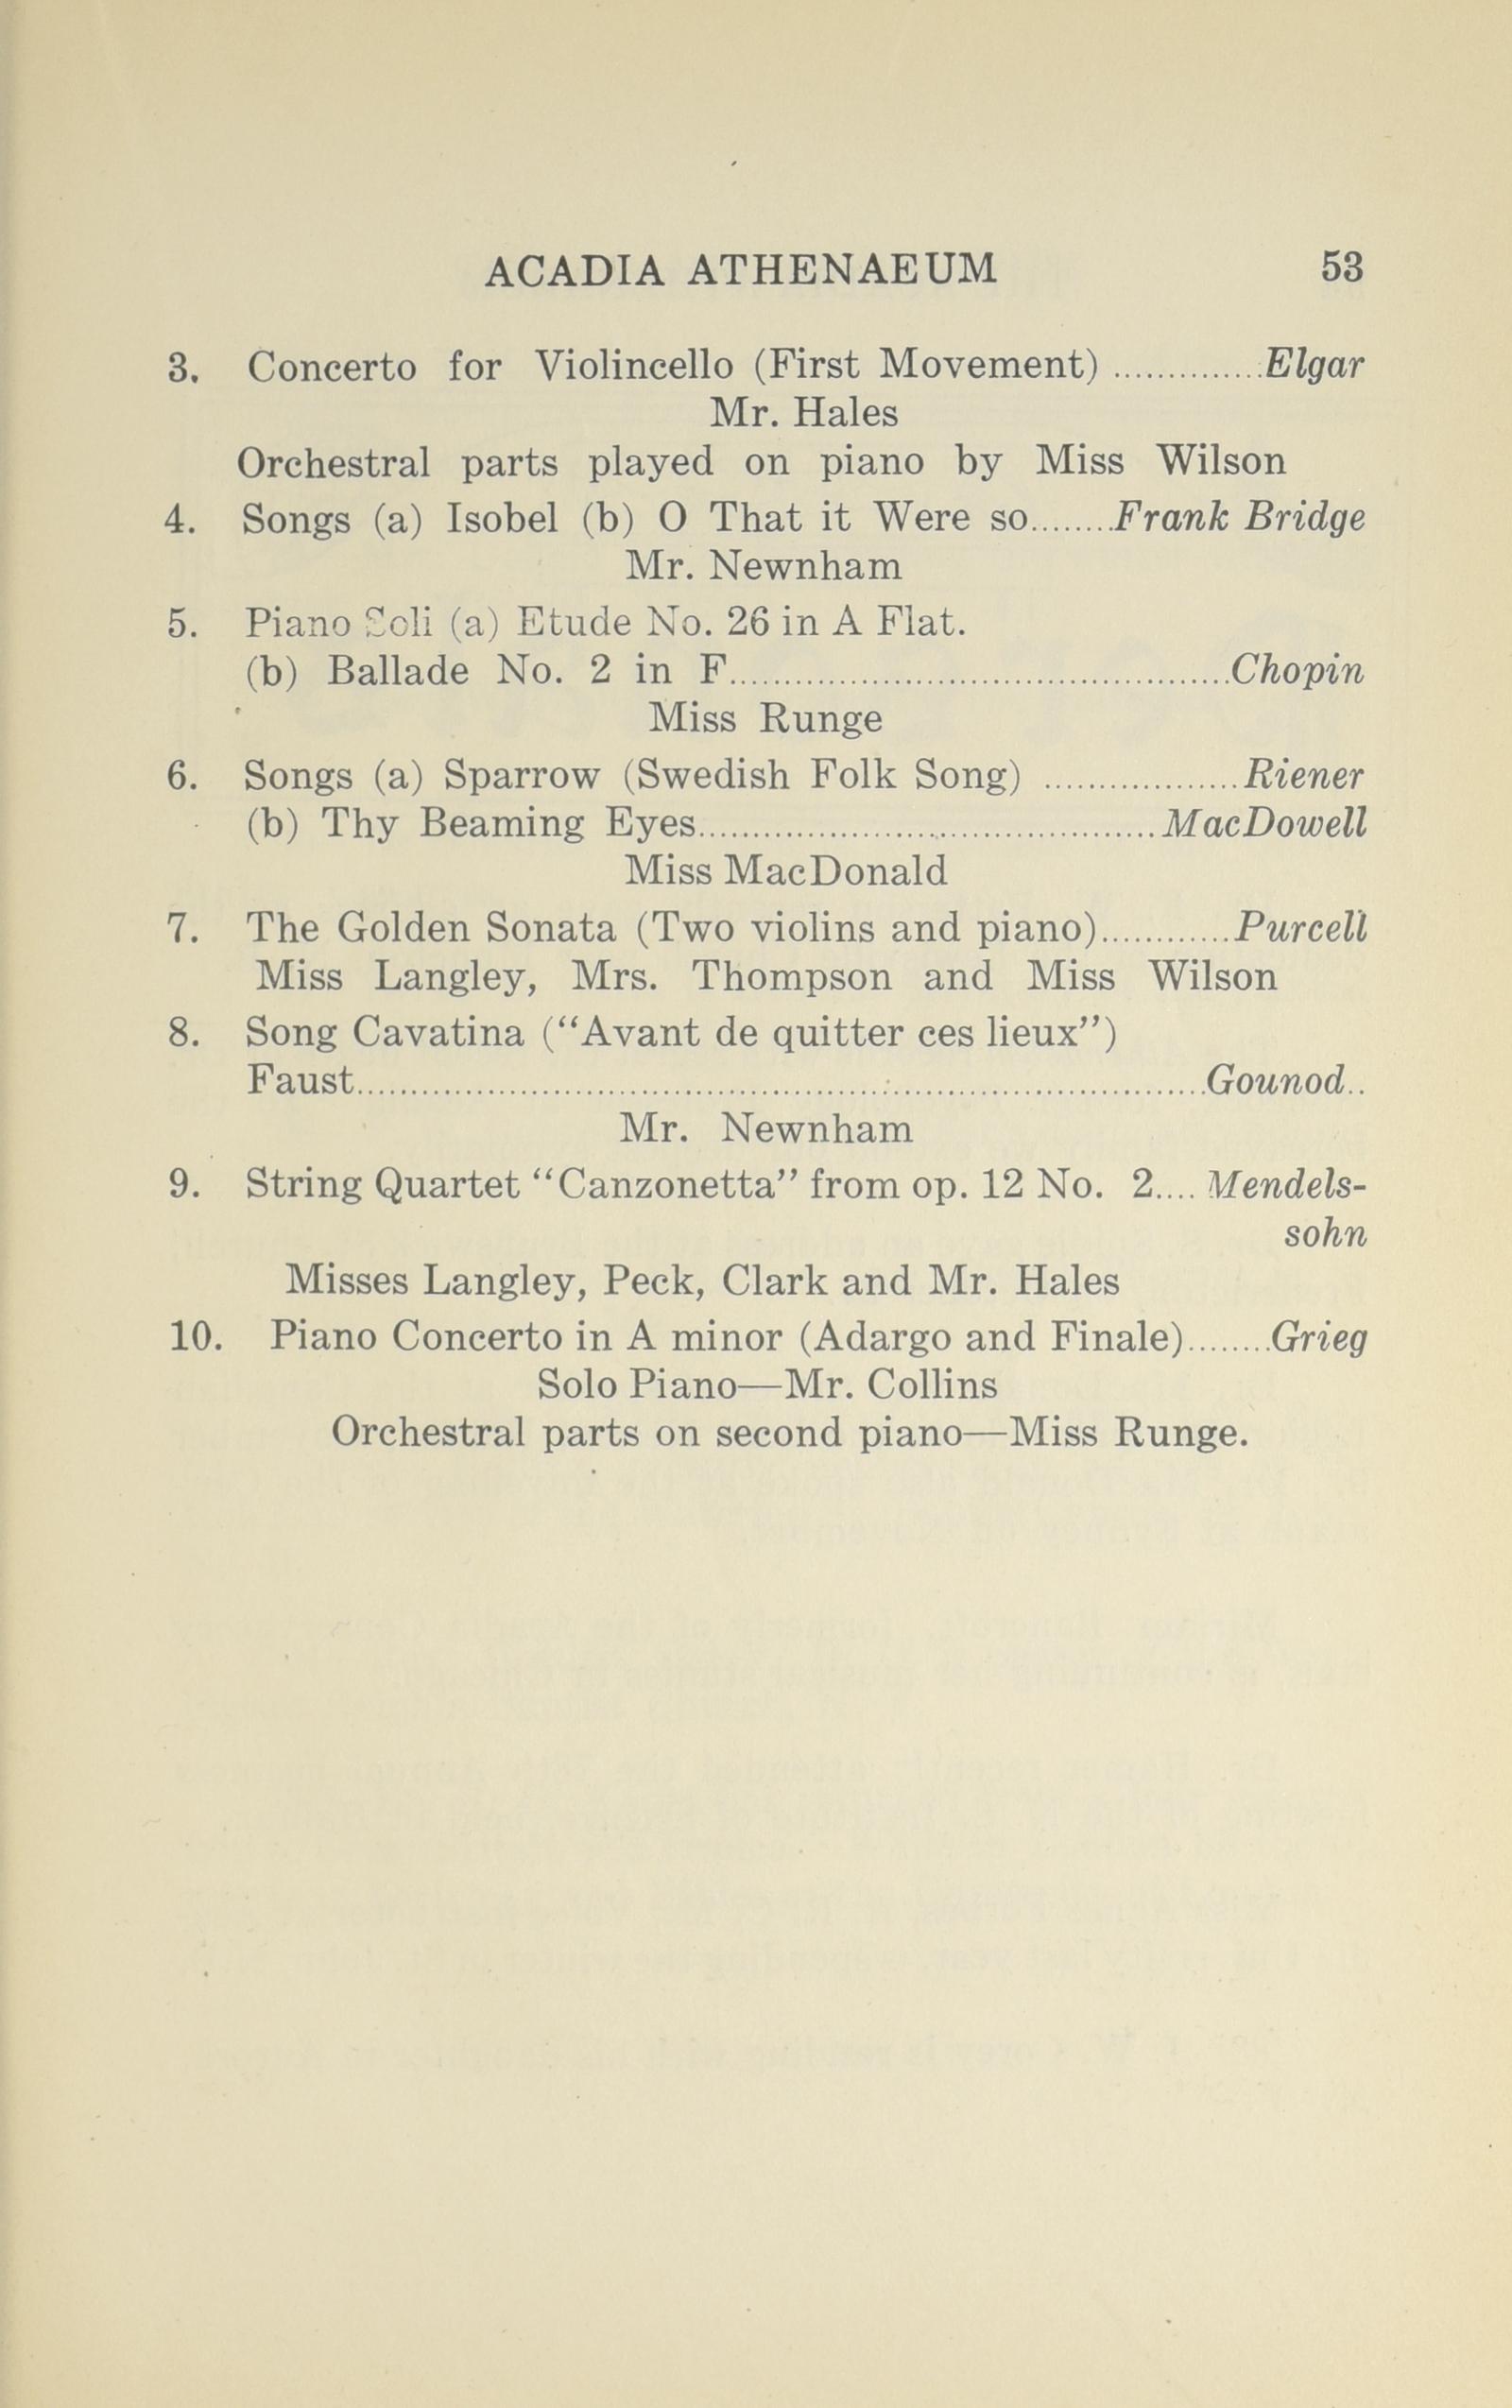 ACADIA ATHENAEUM 53
3. Concerto for Violincello (First Movement) ..............Elgar
Mr. Hales
Orchestral parts played on piano by Miss Wilson
4. Songs (a) Isobel (b) O That it Were so........Frank Bridge
Mr. Newnham
5. Piano Soli (a) Etude No. 26 in A Flat.
(b) Ballade No. 2 in F..............................................Chopin
Miss Runge
6. Songs (a) Sparrow (Swedish Folk Song) ..................Riener
(b) Thy Beaming Eyes..........................................MacDowell
Miss MacDonald
7. The Golden Sonata (Two violins and piano)............Purcell
Miss Langley, Mrs. Thompson and Miss Wilson
8. Song Cavatina (“Avant de quitter ces lieux”)
Faust..............................................................................Gounod..
Mr. Newnham
9. String Quartet “Canzonetta” from op. 12 No. 2.... Mendels-
sohn
Misses Langley, Peck, Clark and Mr. Hales
10. Piano Concerto in A minor (Adargo and Finale)........Grieg
Solo Piano—Mr. Collins
Orchestral parts on second piano—Miss Runge.